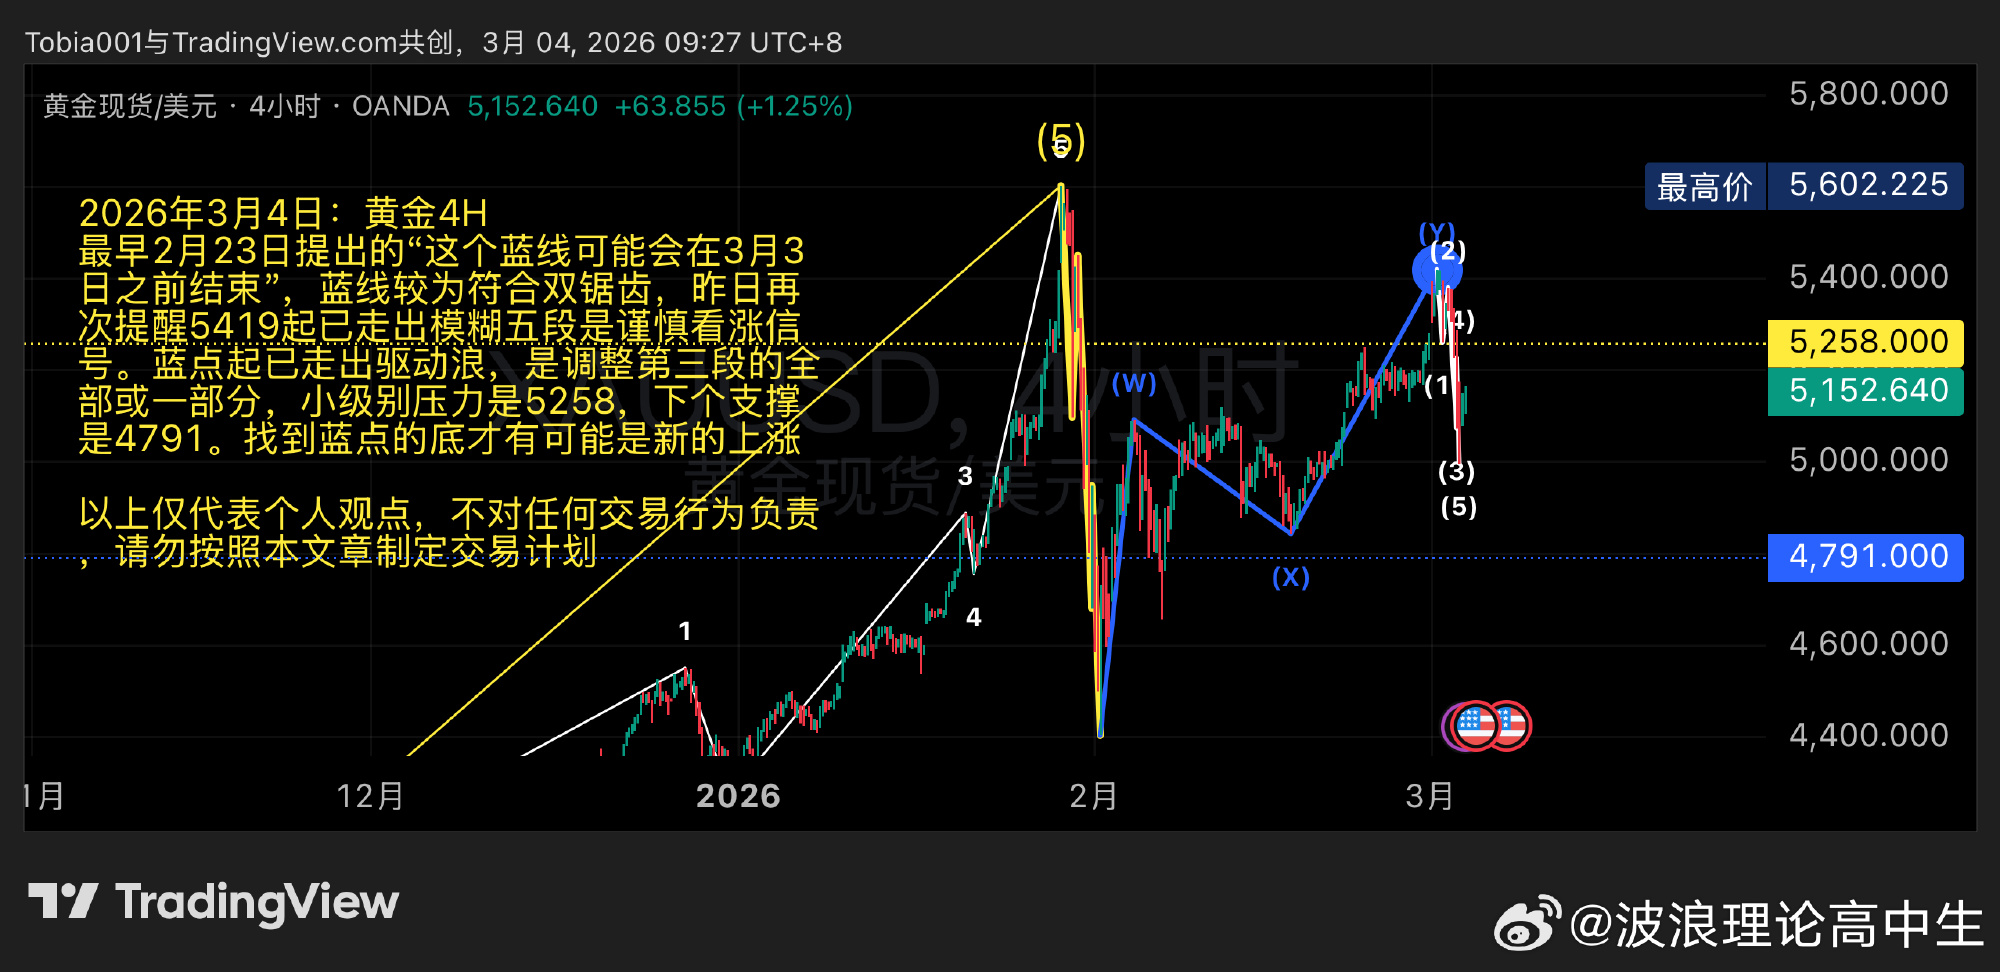 Tobia001与TradingView.com共创，3月 04, 2026 09:27 UTC+8
黄金现货/美元 · 4小时 · OANDA 5,152.640 +63.855 (+1.25%)
2026年3月4日：黄金4H
最早2月23日提出的“这个蓝线可能会在3月3
日之前结束”，蓝线较为符合双锯齿，昨日再
次提醒5419起已走出模糊五段是谨慎看涨信
号。蓝点起已走出驱动浪，是调整第三段的全
部或一部分，小级别压力是5258，下个支撑
是4791。找到蓝点的底才有可能是新的上涨
以上仅代表个人观点，不对任何交易行为负责
，请勿按照本文章制定交易计划
XAUUSD, 4小时
黄金现货/美元
(5)
5
1
3
4
(W)
(X)
(Y)
(2)
4)
(1
(3)
(5)
5,800.000
最高价 5,602.225
5,400.000
5,258.000
5,152.640
5,000.000
4,791.000
4,600.000
4,400.000
1月
12月
2026
2月
3月
TradingView
@波浪理论高中生